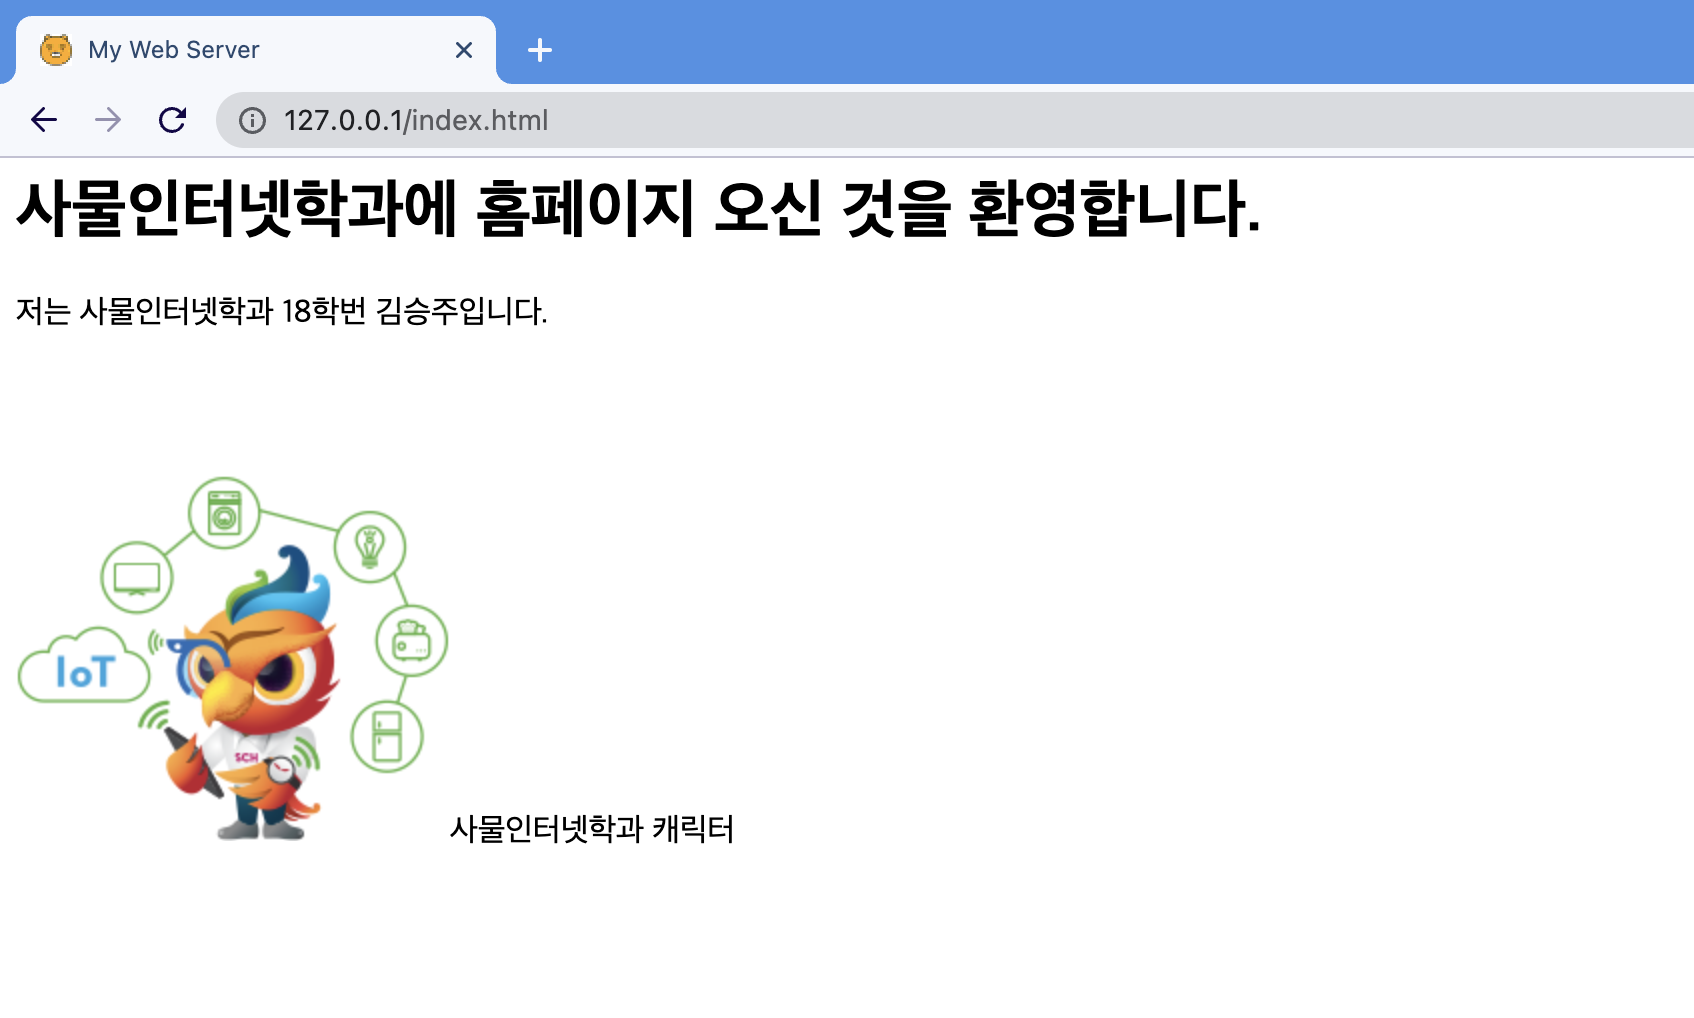 My Web Server
127.0.0.1/index.html
사물인터넷학과에 홈페이지 오신 것을 환영합니다.
저는 사물인터넷학과 18학번 김승주입니다.
IoT
SCH
사물인터넷학과 캐릭터